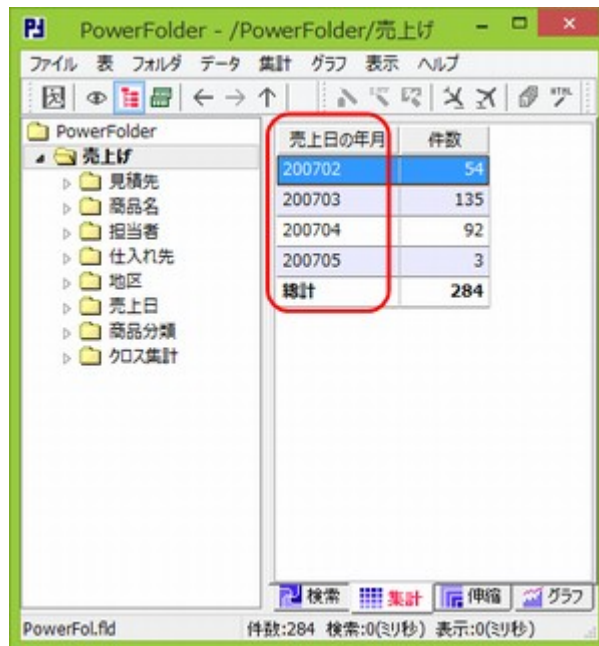 PowerFolder - /PowerFolder/売上げ
ファイル 表 フォルダ データ 集計 グラフ 表示 ヘルプ
HTML
PowerFolder
売上げ
見積先
商品名
担当者
仕入れ先
地区
売上日
商品分類
クロス集計
売上日の年月 件数
200702 54
200703 135
200704 92
200705 3
総計 284
検索 集計 伸縮 グラフ
PowerFol.fld 件数:284 検索:0(ミリ秒) 表示:0(ミリ秒)